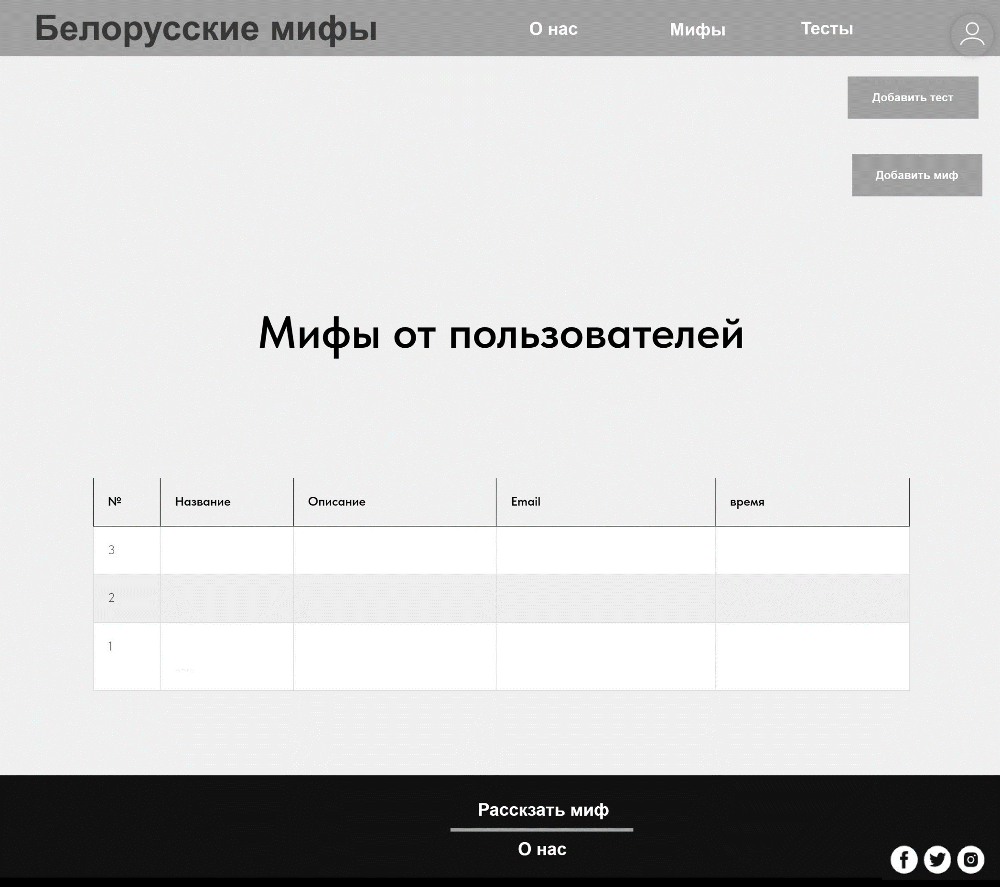 Белорусские мифы
О нас
Мифы
Тесты
Добавить тест
Добавить миф
Мифы от пользователей
№ Название Описание Email время
3
2
1
Расскзать миф
О нас